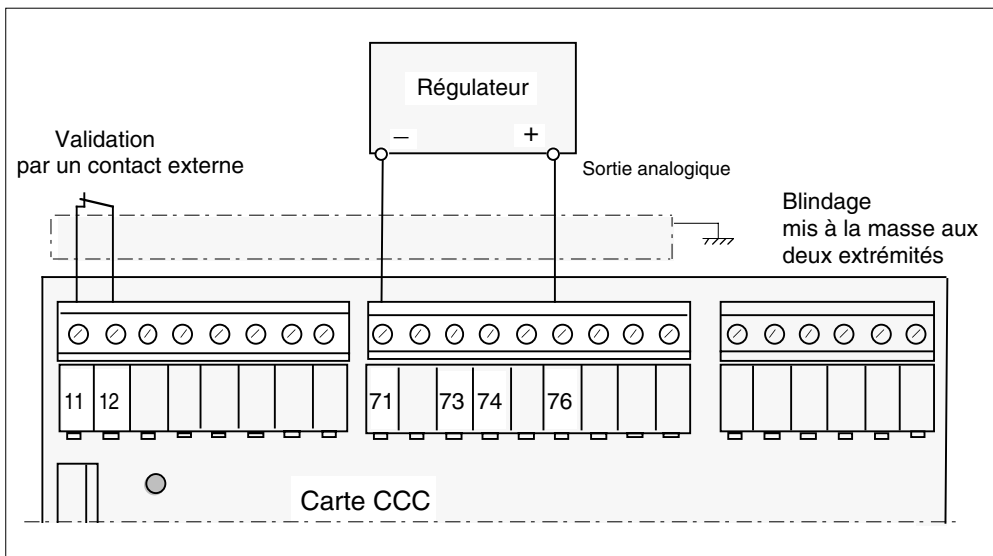 Régulateur
– +
Validation
par un contact externe
Sortie analogique
Blindage
mis à la masse aux
deux extrémités
11 12 71 73 74 76
Carte CCC